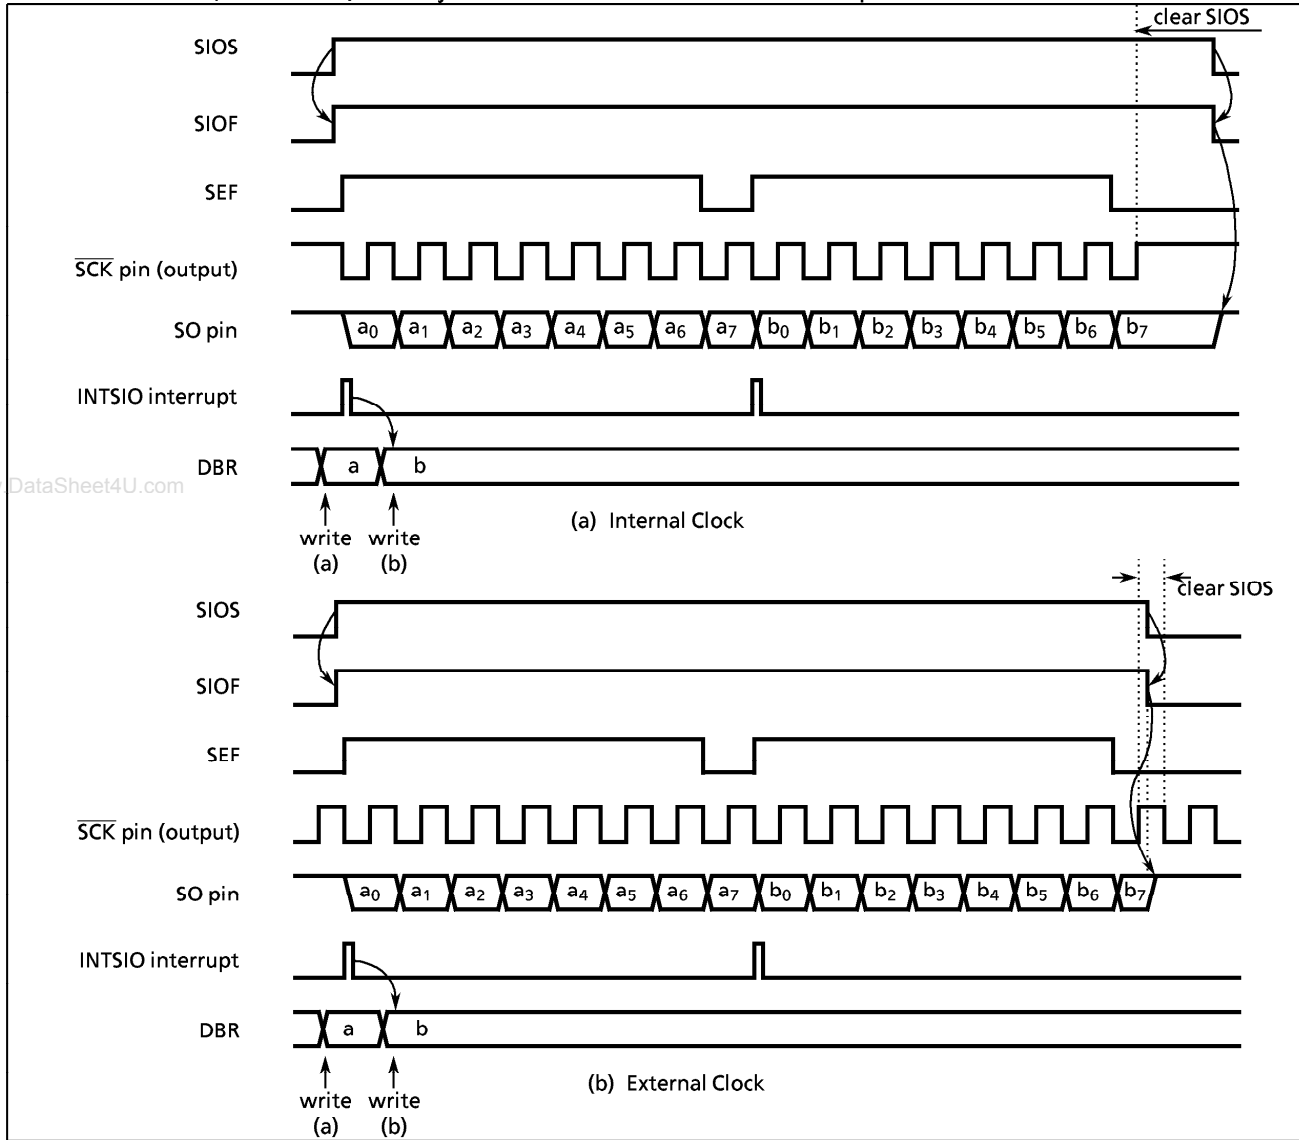 clear SIOS
SIOS
SIOF
SEF
SCK pin (output)
SO pin
a0 a1 a2 a3 a4 a5 a6 a7 b0 b1 b2 b3 b4 b5 b6 b7
INTSIO interrupt
DBR
a b
.DataSheet4U.com
write (a)
write (b)
(a) Internal Clock
clear SIOS
SIOS
SIOF
SEF
SCK pin (output)
SO pin
a0 a1 a2 a3 a4 a5 a6 a7 b0 b1 b2 b3 b4 b5 b6 b7
INTSIO interrupt
DBR
a b
write (a)
write (b)
(b) External Clock